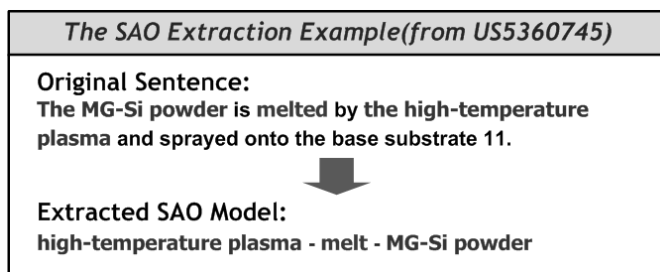 The SAO Extraction Example(from US5360745)
Original Sentence:
The MG-Si powder is melted by the high-temperature
plasma and sprayed onto the base substrate 11.
Extracted SAO Model:
high-temperature plasma - melt - MG-Si powder